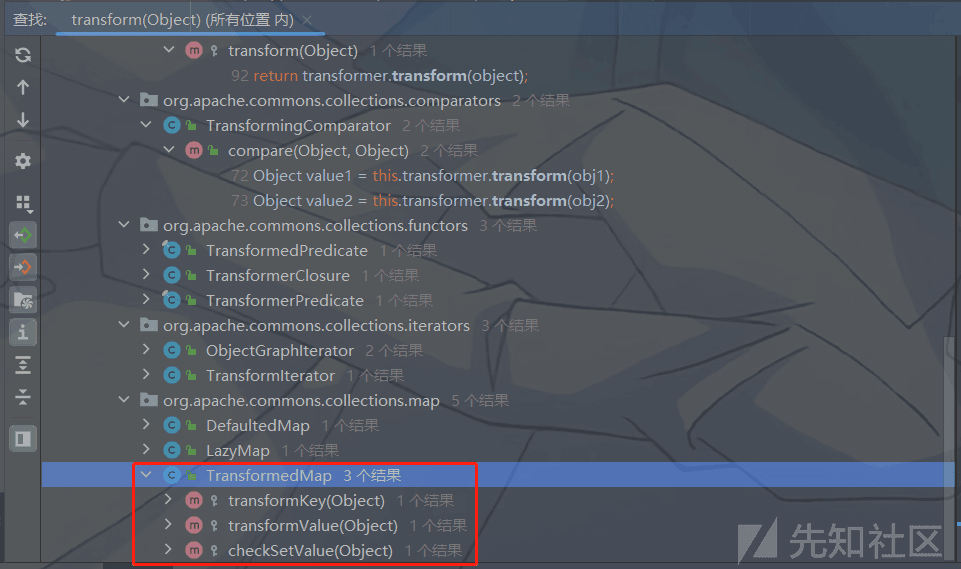 查找: transform(Object) (所有位置 内) ×
transform(Object) 1 个结果
92 return transformer.transform(object);
org.apache.commons.collections.comparators 2 个结果
TransformingComparator 2 个结果
compare(Object, Object) 2 个结果
72 Object value1 = this.transformer.transform(obj1);
73 Object value2 = this.transformer.transform(obj2);
org.apache.commons.collections.functors 3 个结果
TransformedPredicate 1 个结果
TransformerClosure 1 个结果
TransformerPredicate 1 个结果
org.apache.commons.collections.iterators 3 个结果
ObjectGraphIterator 2 个结果
TransformIterator 1 个结果
org.apache.commons.collections.map 5 个结果
DefaultedMap 1 个结果
LazyMap 1 个结果
TransformedMap 3 个结果
transformKey(Object) 1 个结果
transformValue(Object) 1 个结果
checkSetValue(Object) 1 个结果
先知社区